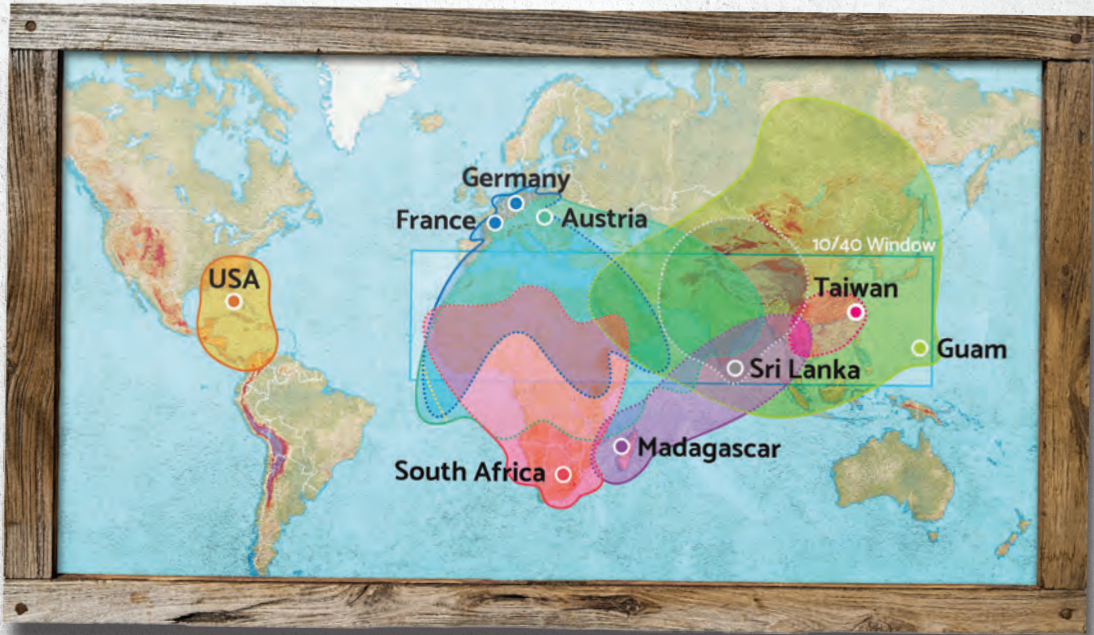 Germany
France
Austria
10/40 Window
USA
Taiwan
Guam
Sri Lanka
Madagascar
South Africa